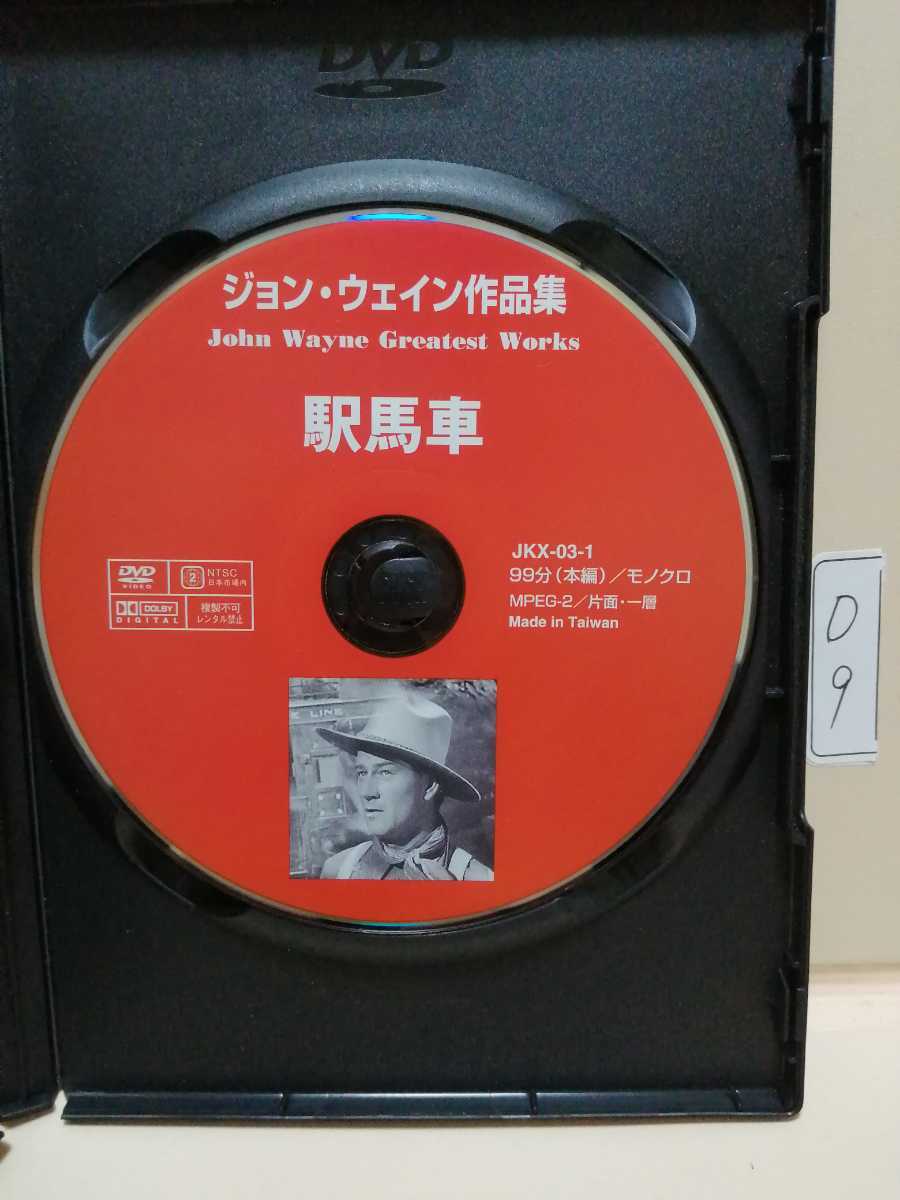 DVD
ジョン・ウェイン作品集
John Wayne Greatest Works
駅馬車
DVD
VIDEO
2
NTSC
日本市場内
DOLBY
DIGITAL
複製不可
レンタル禁止
JKX-03-1
99分(本編)/モノクロ
MPEG-2/片面・一層
Made in Taiwan
LINE
D
9